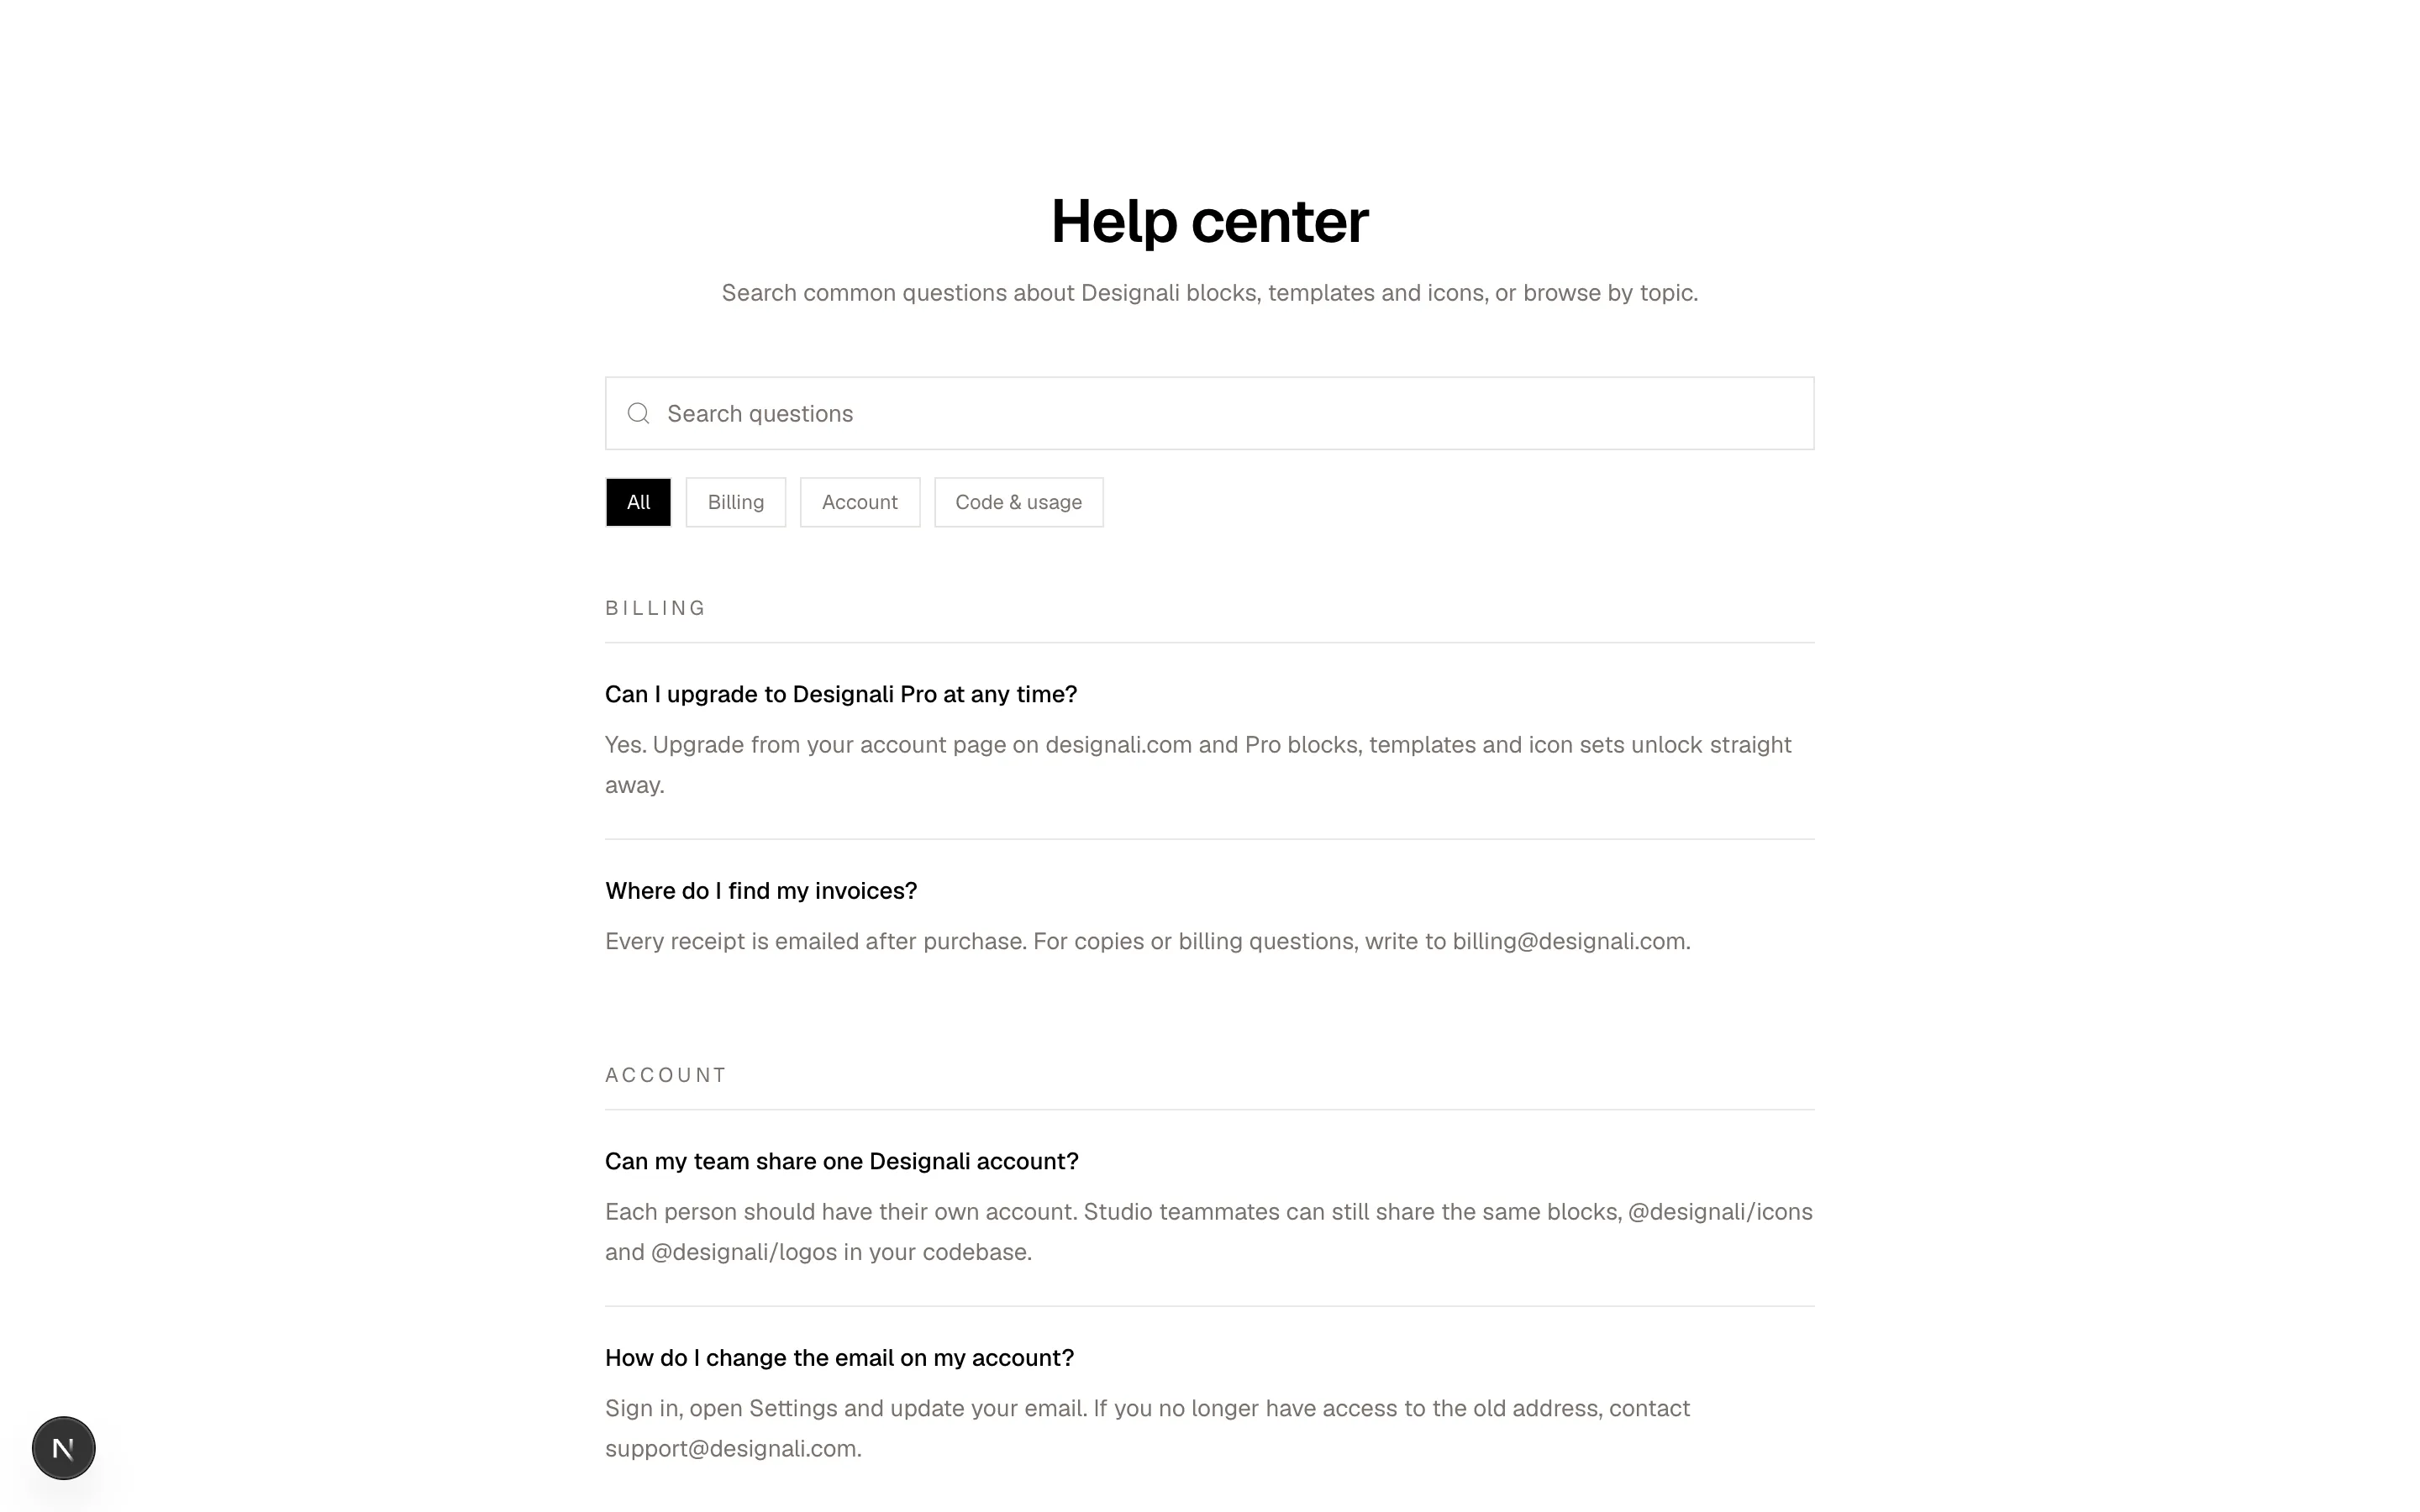 Help center
Search common questions about Designali blocks, templates and icons, or browse by topic.
Search questions
All
Billing
Account
Code & usage
BILLING
Can I upgrade to Designali Pro at any time?
Yes. Upgrade from your account page on designali.com and Pro blocks, templates and icon sets unlock straight
away.
Where do I find my invoices?
Every receipt is emailed after purchase. For copies or billing questions, write to billing@designali.com.
ACCOUNT
Can my team share one Designali account?
Each person should have their own account. Studio teammates can still share the same blocks, @designali/icons
and @designali/logos in your codebase.
How do I change the email on my account?
Sign in, open Settings and update your email. If you no longer have access to the old address, contact
support@designali.com.
N